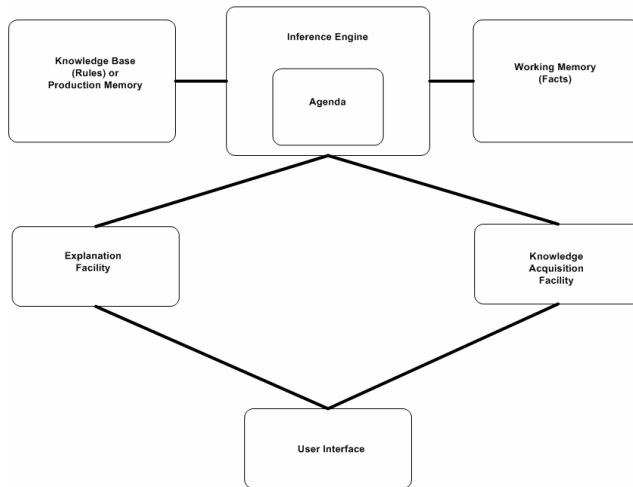 Knowledge Base
(Rules) or
Production Memory
Inference Engine
Agenda
Working Memory
(Facts)
Explanation
Facility
Knowledge
Acquisition
Facility
User Interface